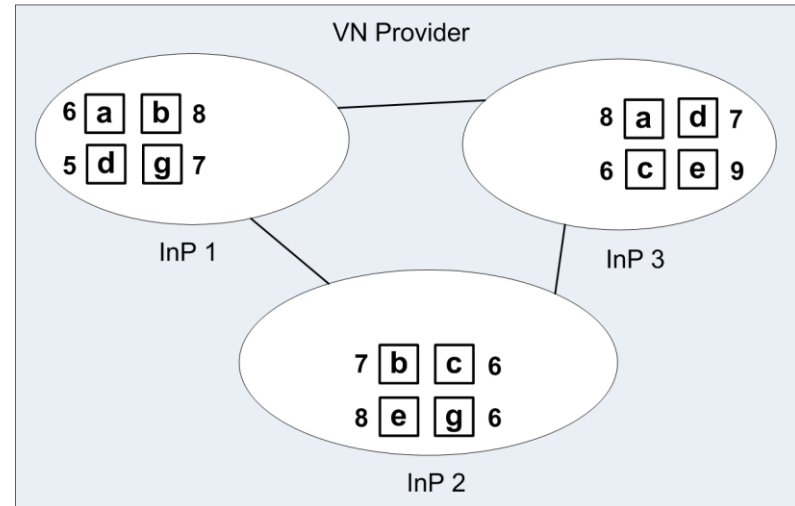 VN Provider
6 a b 8
5 d g 7
InP 1
8 a d 7
6 c e 9
InP 3
7 b c 6
8 e g 6
InP 2